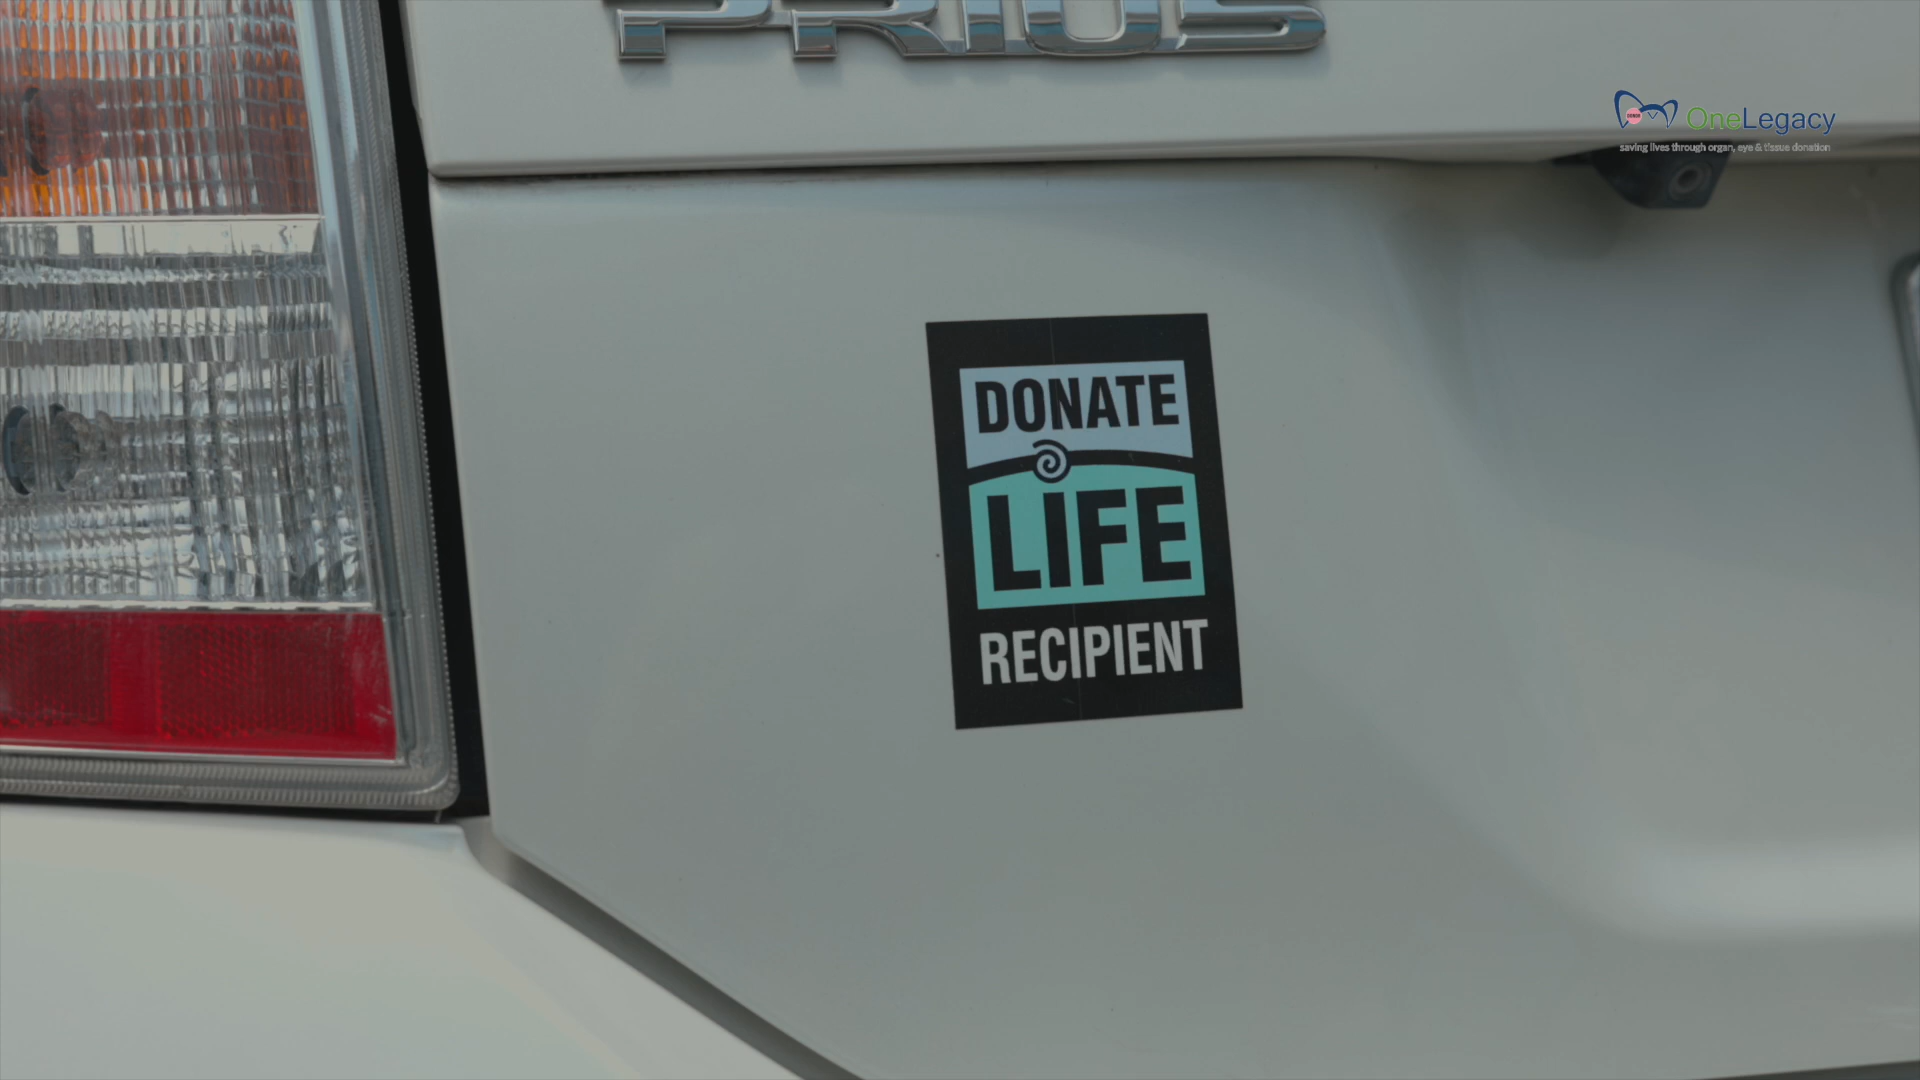 PRIUS
OneLegacy
saving lives through organ, eye & tissue donation
DONATE
LIFE
RECIPIENT